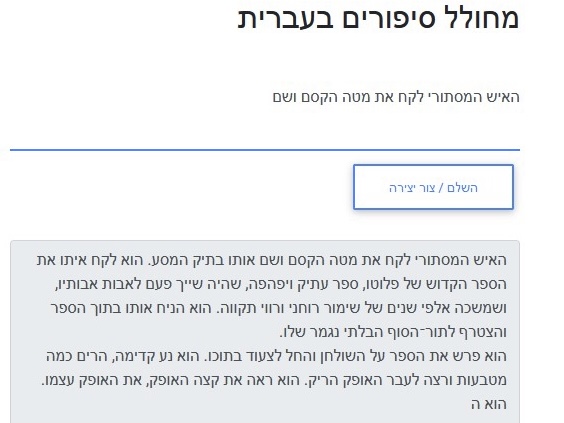 מחולל סיפורים בעברית
האיש המסתורי לקח את מטה הקסם ושם
השלם / צור יצירה
האיש המסתורי לקח את מטה הקסם ושם אותו בתיק המסע. הוא לקח איתו את
הספר הקדוש של פלוטו, ספר עתיק ויפהפה, שהיה שייך פעם לאבות אבותיו,
ושמשכה אלפי שנים של שימור רוחני ורווי תקווה. הוא הניח אותו בתוך הספר
והצטרף לתור־הסוף הבלתי נגמר שלו.
הוא פרש את הספר על השולחן והחל לצעוד בתוכו. הוא נע קדימה, הרים כמה
מטבעות ורצה לעבר האופק הריק. הוא ראה את קצה האופק, את האופק עצמו.
הוא ה